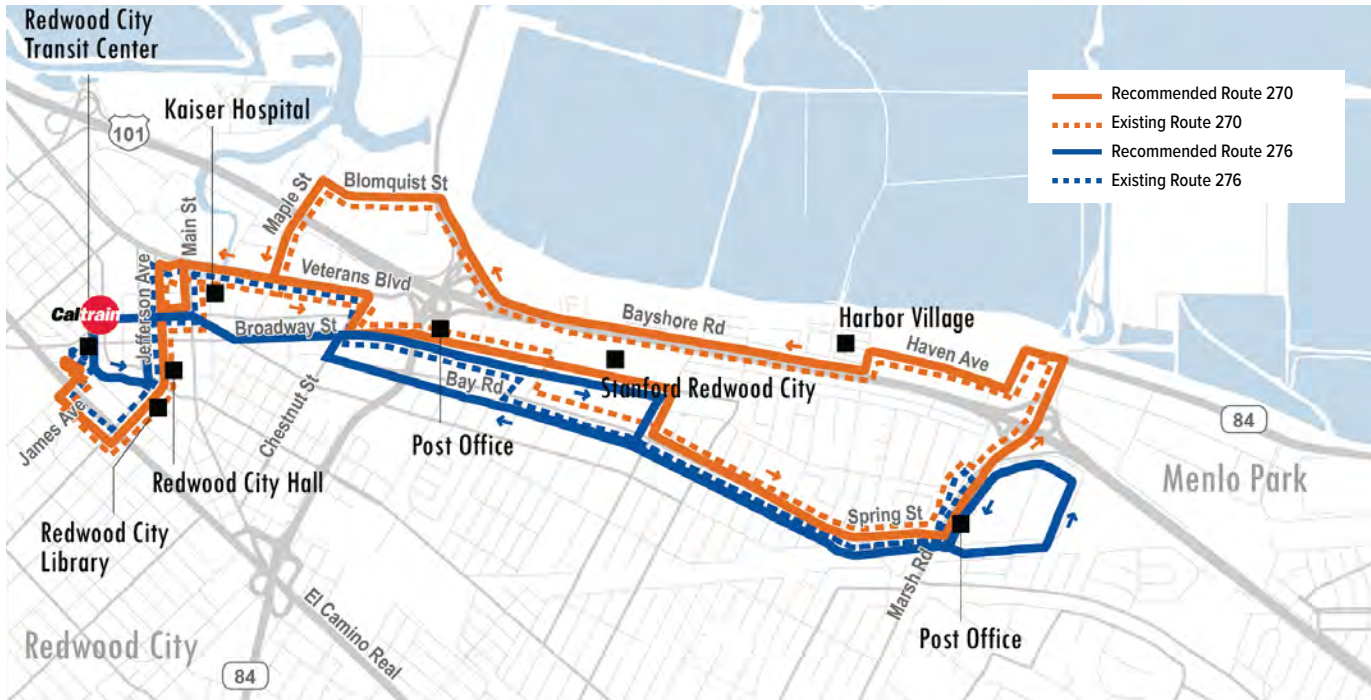 Redwood City
Transit Center
Kaiser Hospital
101
Recommended Route 270
Existing Route 270
Recommended Route 276
Existing Route 276
Maple St
Blomquist St
Main St
Jefferson Ave
Veterans Blvd
Caltrain
Broadway St
Bayshore Rd
Harbor Village
Haven Ave
Stanford Redwood City
Bay Rd
James Ave
Chestnut St
84
Post Office
Menlo Park
Redwood City Hall
Spring St
Redwood City
Library
Marsh Rd
El Camino Real
Post Office
Redwood City
84